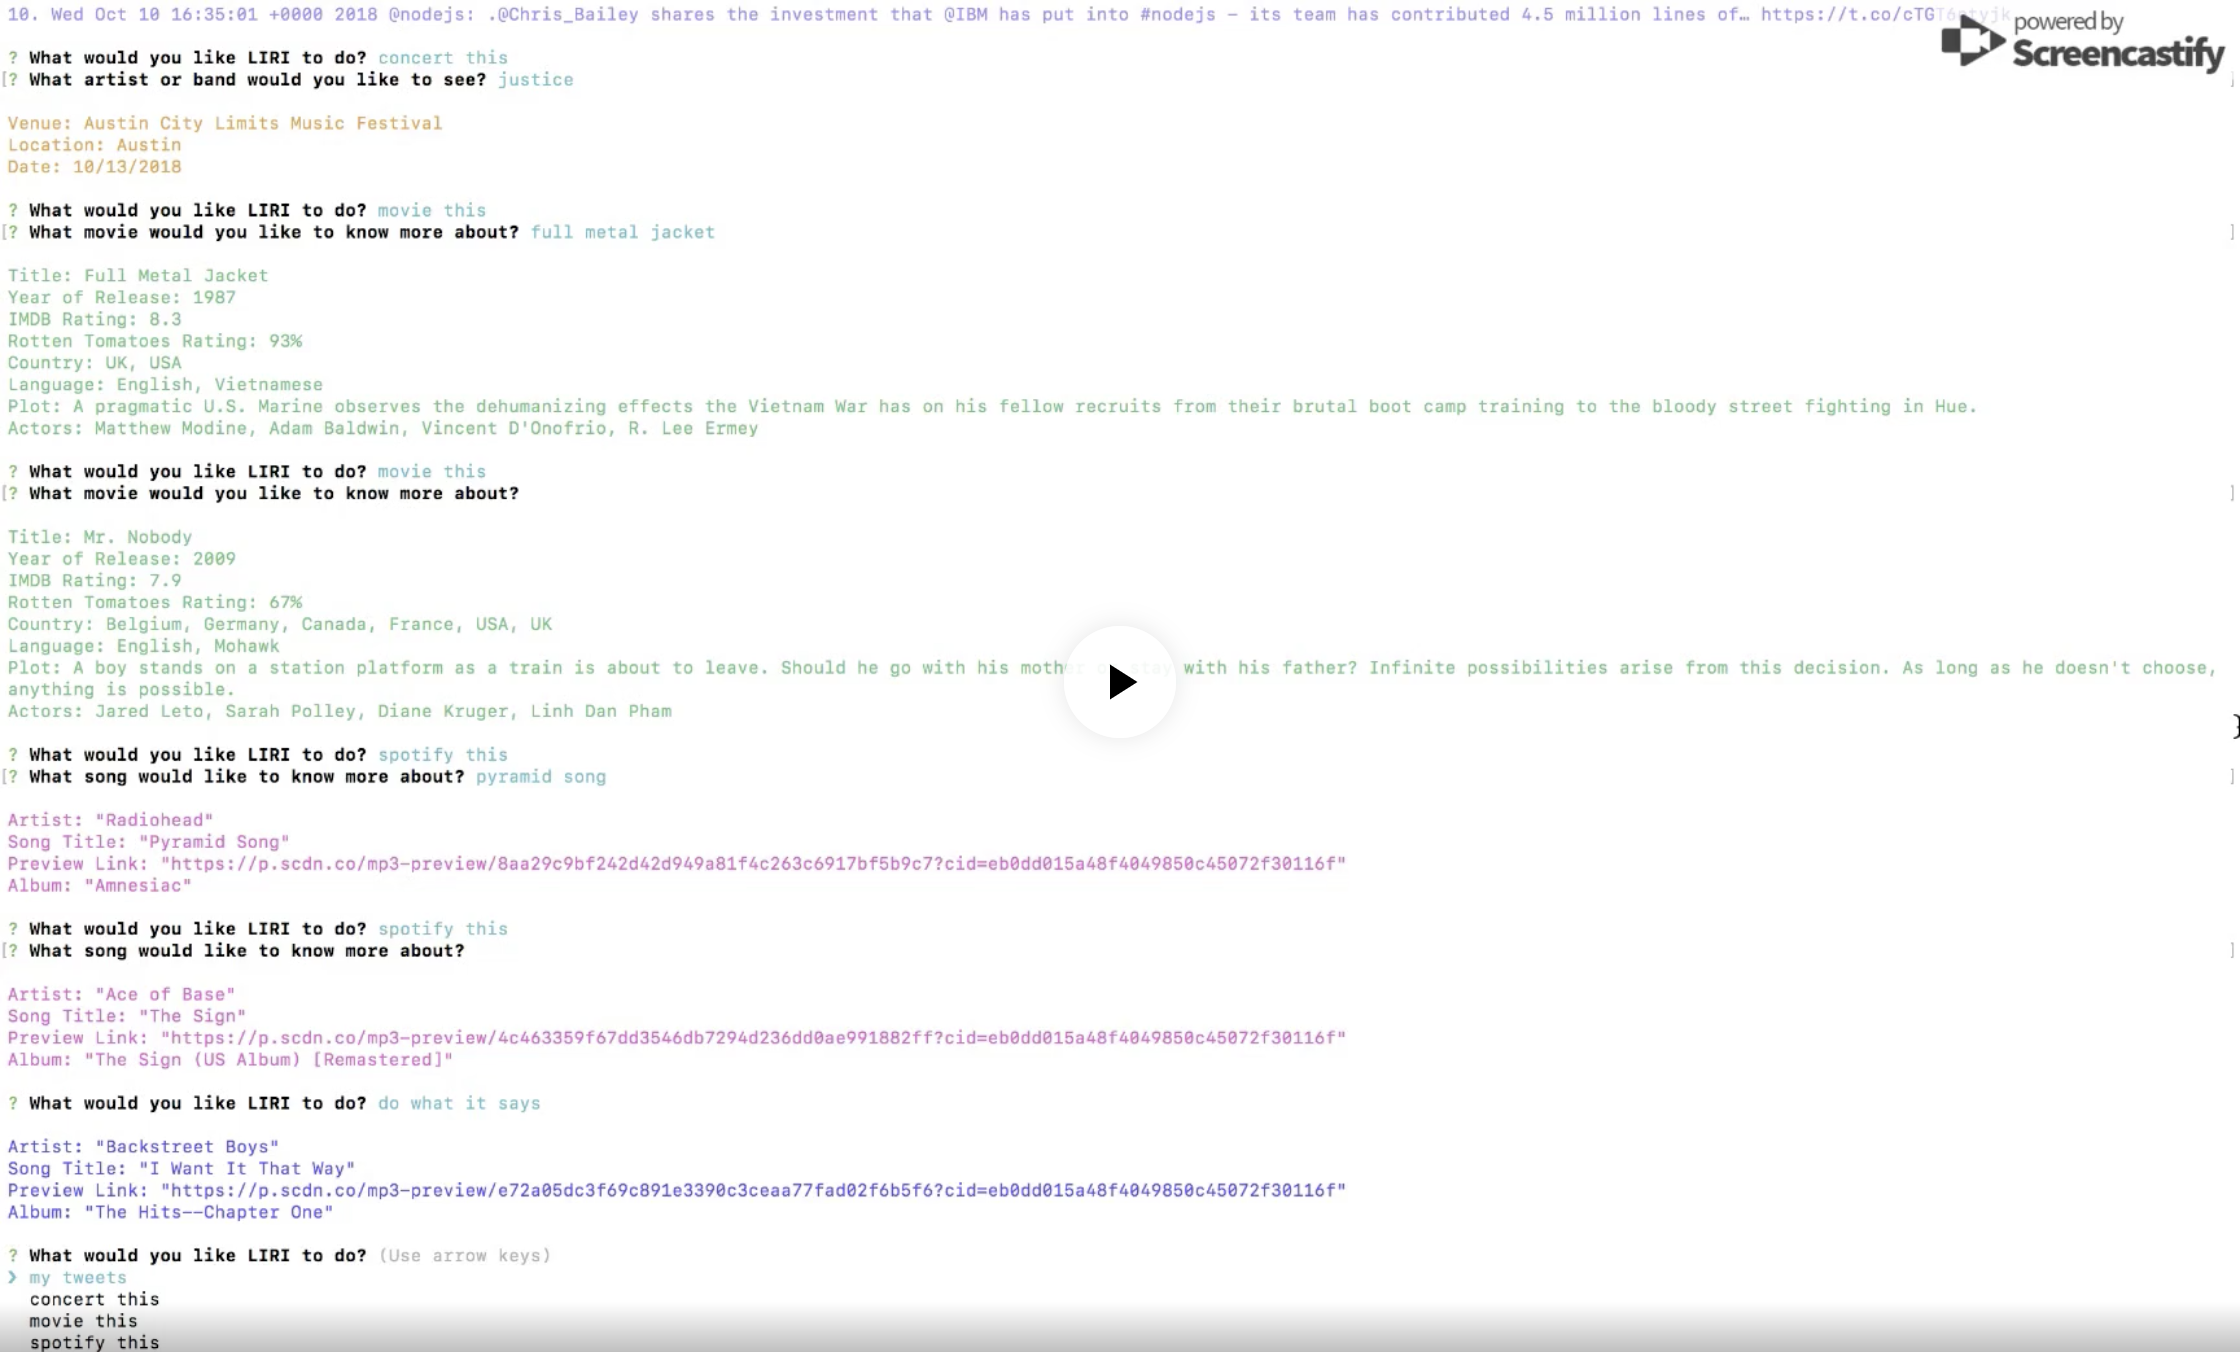 10. Wed Oct 10 16:35:01 +0000 2018 @nodejs: .@Chris_Bailey shares the investment that @IBM has put into #nodejs – its team has contributed 4.5 million lines of… https://t.co/cTG
powered by
Screencastify
? What would you like LIRI to do? concert this
[? What artist or band would you like to see? justice ]
Venue: Austin City Limits Music Festival
Location: Austin
Date: 10/13/2018
? What would you like LIRI to do? movie this
[? What movie would you like to know more about? full metal jacket ]
Title: Full Metal Jacket
Year of Release: 1987
IMDB Rating: 8.3
Rotten Tomatoes Rating: 93%
Country: UK, USA
Language: English, Vietnamese
Plot: A pragmatic U.S. Marine observes the dehumanizing effects the Vietnam War has on his fellow recruits from their brutal boot camp training to the bloody street fighting in Hue.
Actors: Matthew Modine, Adam Baldwin, Vincent D'Onofrio, R. Lee Ermey
? What would you like LIRI to do? movie this
[? What movie would you like to know more about? ]
Title: Mr. Nobody
Year of Release: 2009
IMDB Rating: 7.9
Rotten Tomatoes Rating: 67%
Country: Belgium, Germany, Canada, France, USA, UK
Language: English, Mohawk
Plot: A boy stands on a station platform as a train is about to leave. Should he go with his mother or stay with his father? Infinite possibilities arise from this decision. As long as he doesn't choose,
anything is possible.
Actors: Jared Leto, Sarah Polley, Diane Kruger, Linh Dan Pham
? What would you like LIRI to do? spotify this
[? What song would like to know more about? pyramid song ]
Artist: "Radiohead"
Song Title: "Pyramid Song"
Preview Link: "https://p.scdn.co/mp3-preview/8aa29c9bf242d42d949a81f4c263c6917bf5b9c7?cid=eb0dd015a48f4049850c45072f30116f"
Album: "Amnesiac"
? What would you like LIRI to do? spotify this
[? What song would like to know more about? ]
Artist: "Ace of Base"
Song Title: "The Sign"
Preview Link: "https://p.scdn.co/mp3-preview/4c463359f67dd3546db7294d236dd0ae991882ff?cid=eb0dd015a48f4049850c45072f30116f"
Album: "The Sign (US Album) [Remastered]"
? What would you like LIRI to do? do what it says
Artist: "Backstreet Boys"
Song Title: "I Want It That Way"
Preview Link: "https://p.scdn.co/mp3-preview/e72a05dc3f69c891e3390c3ceaa77fad02f6b5f6?cid=eb0dd015a48f4049850c45072f30116f"
Album: "The Hits--Chapter One"
? What would you like LIRI to do? (Use arrow keys)
❯ my tweets
concert this
movie this
spotify this